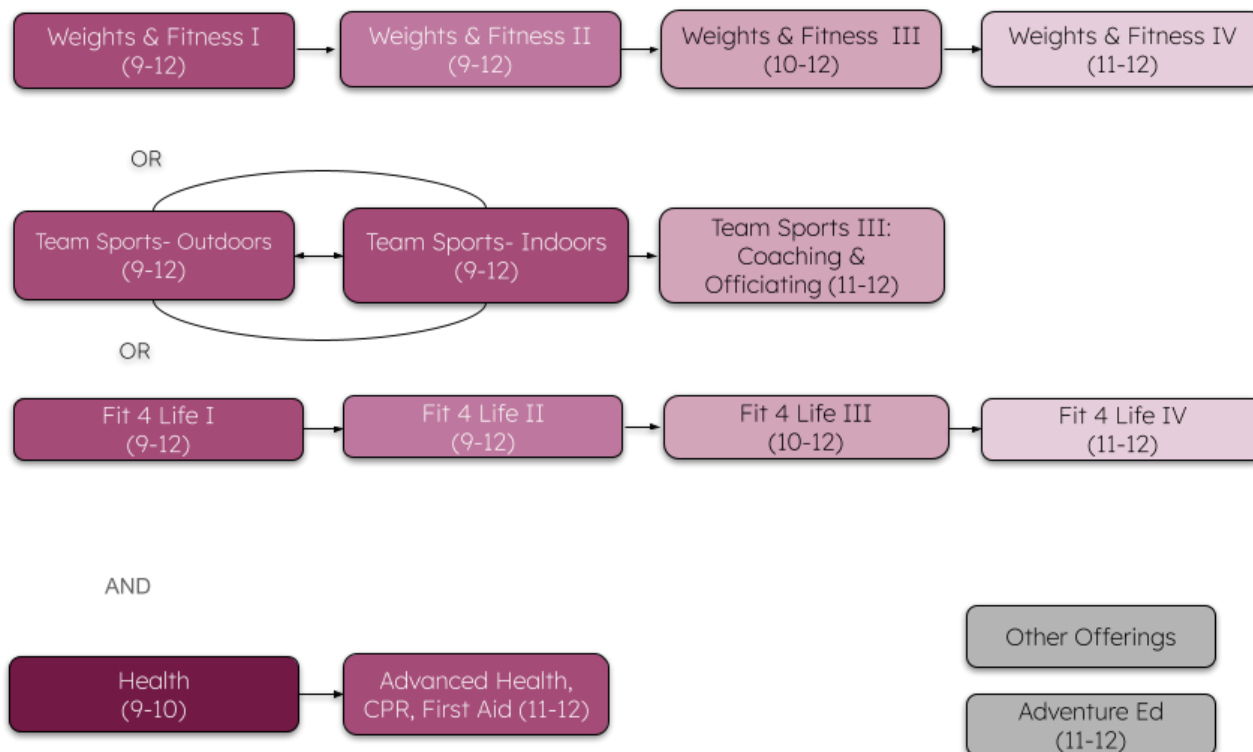 Weights & Fitness I
(9-12)
Weights & Fitness II
(9-12)
Weights & Fitness III
(10-12)
Weights & Fitness IV
(11-12)
OR
Team Sports- Outdoors
(9-12)
Team Sports- Indoors
(9-12)
Team Sports III:
Coaching &
Officiating (11-12)
OR
Fit 4 Life I
(9-12)
Fit 4 Life II
(9-12)
Fit 4 Life III
(10-12)
Fit 4 Life IV
(11-12)
AND
Health
(9-10)
Advanced Health,
CPR, First Aid (11-12)
Other Offerings
Adventure Ed
(11-12)